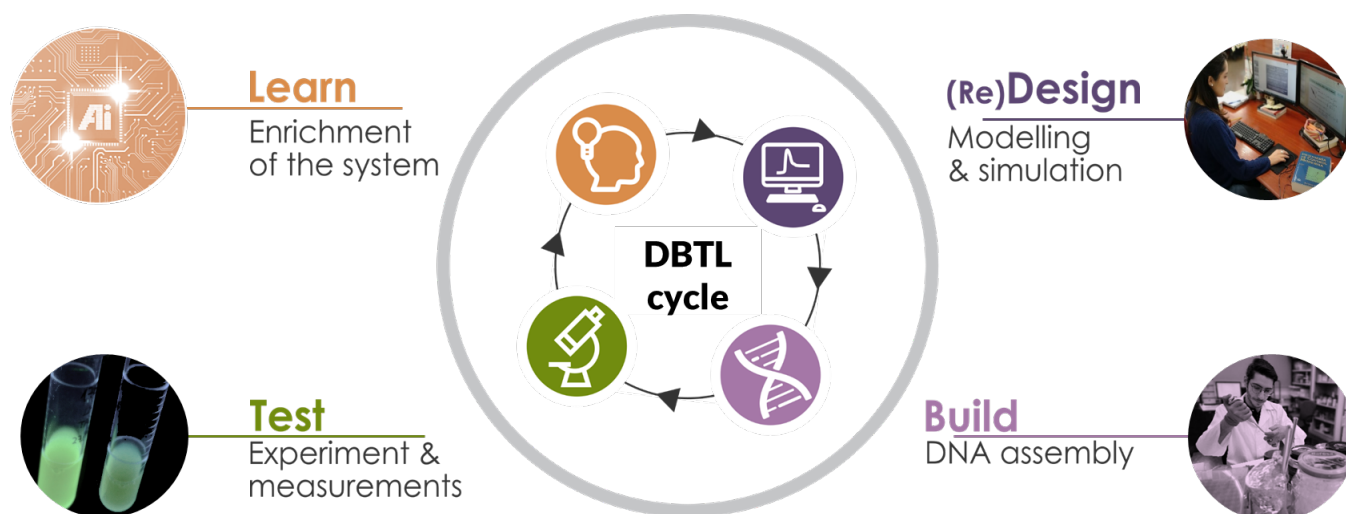 Ai
Learn
Enrichment
of the system
(Re)Design
Modelling
& simulation
DBTL
cycle
Test
Experiment &
measurements
Build
DNA assembly